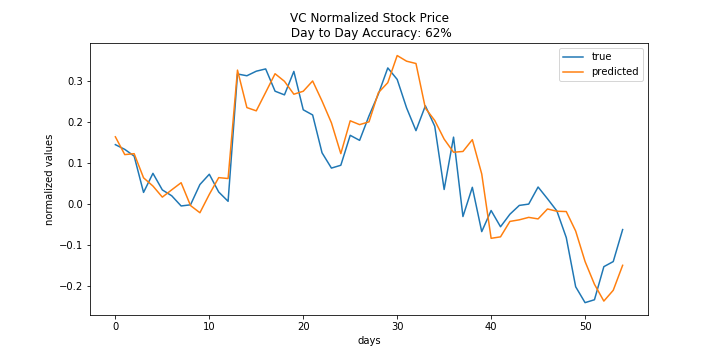 VC Normalized Stock Price
Day to Day Accuracy: 62%
true
predicted
normalized values
0.3
0.2
0.1
0.0
−0.1
−0.2
0 10 20 30 40 50
days